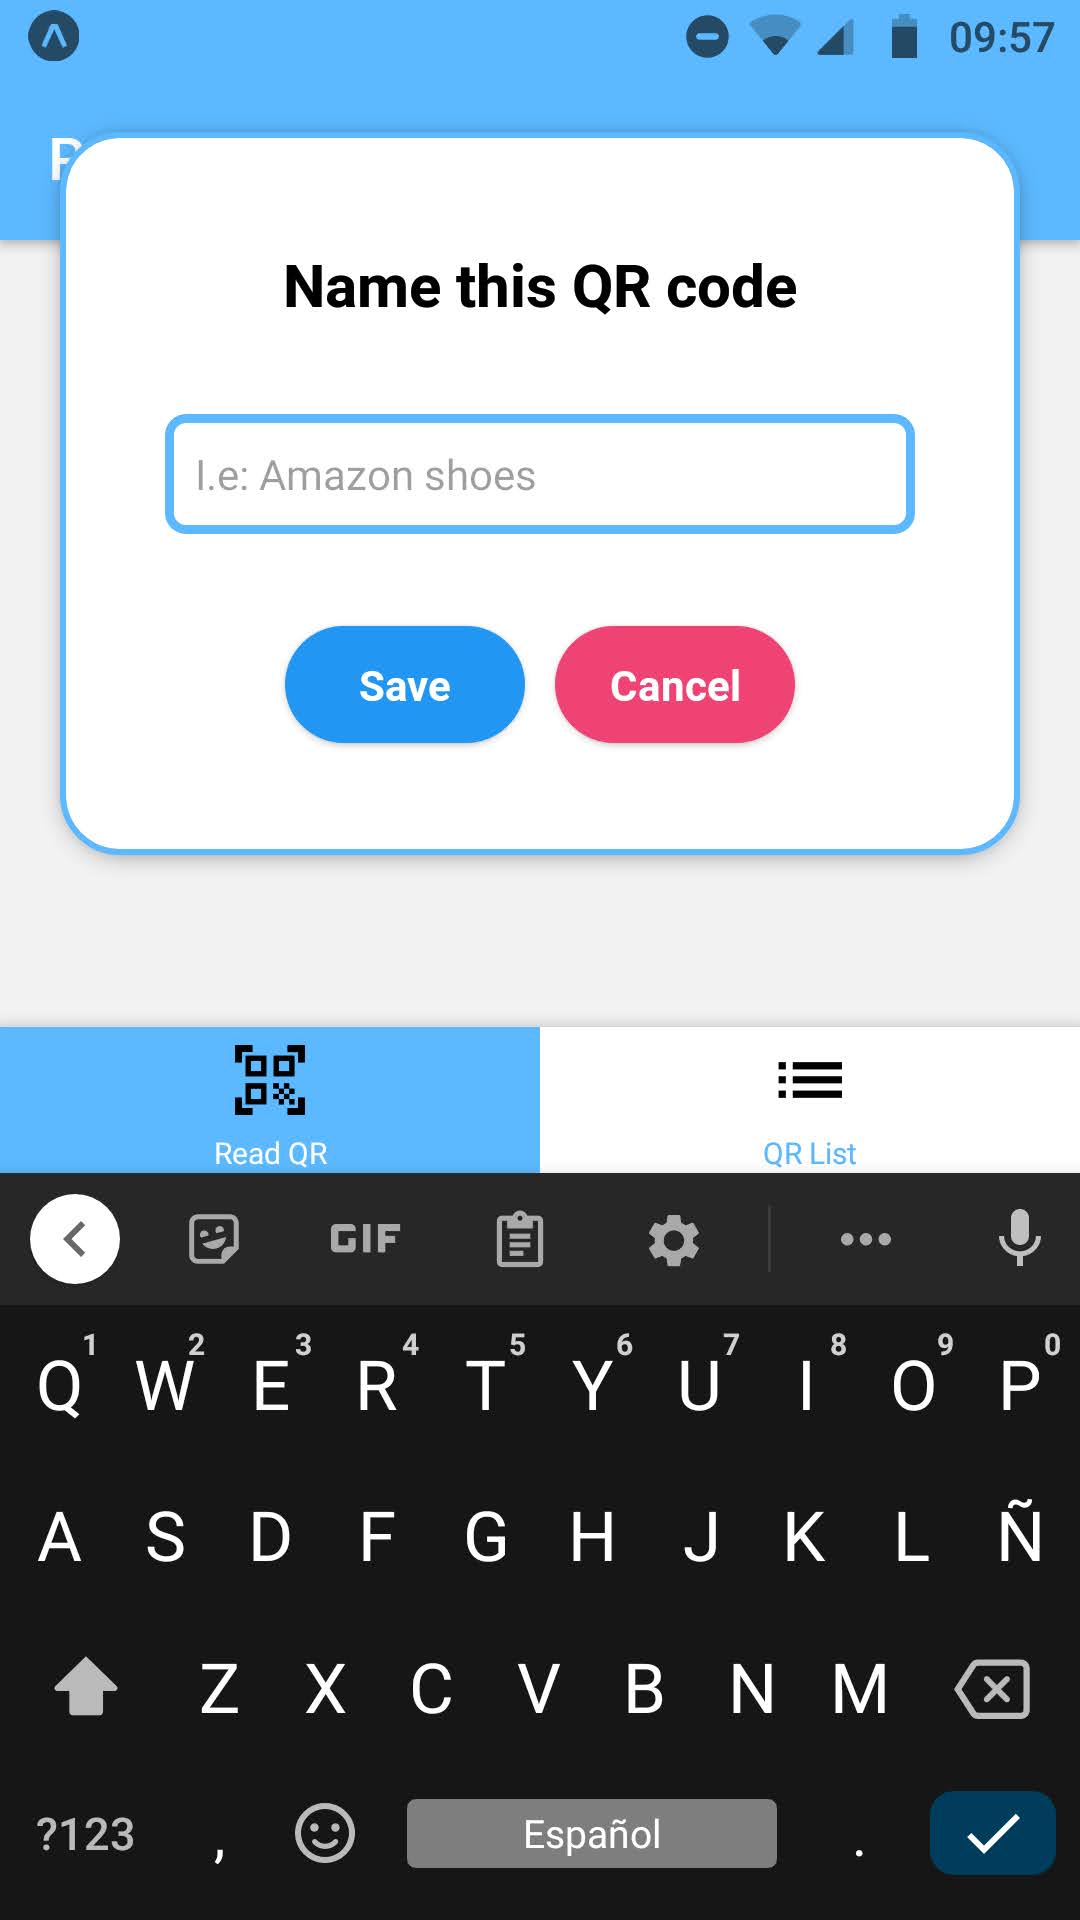 09:57
Name this QR code
I.e: Amazon shoes
Save Cancel
Read QR QR List
GIF
1 2 3 4 5 6 7 8 9 0
Q W E R T Y U I O P
A S D F G H J K L Ñ
Z X C V B N M
?123 , Español .